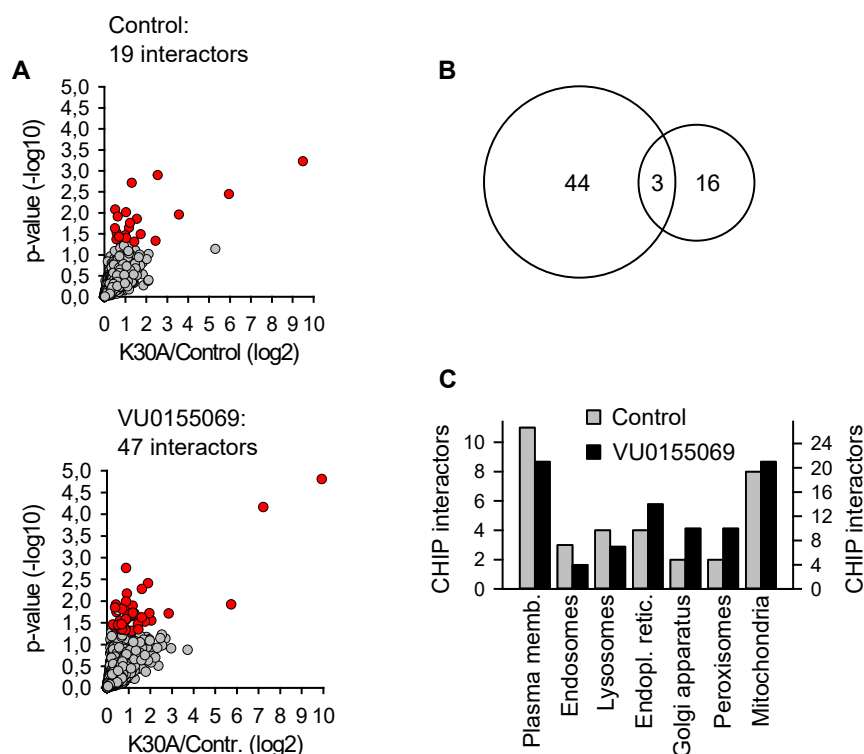 Control:
19 interactors
A
5,0
4,5
4,0
3,5
3,0
2,5
2,0
1,5
1,0
0,5
0,0
p-value (-log10)
0 1 2 3 4 5 6 7 8 9 10
K30A/Control (log2)
VU0155069:
47 interactors
5,0
4,5
4,0
3,5
3,0
2,5
2,0
1,5
1,0
0,5
0,0
p-value (-log10)
0 1 2 3 4 5 6 7 8 9 10
K30A/Contr. (log2)
B
44 3 16
C
Control
VU0155069
CHIP interactors
10
8
6
4
2
0
24
20
16
12
8
4
0
CHIP interactors
Plasma memb.
Endosomes
Lysosomes
Endopl. retic.
Golgi apparatus
Peroxisomes
Mitochondria